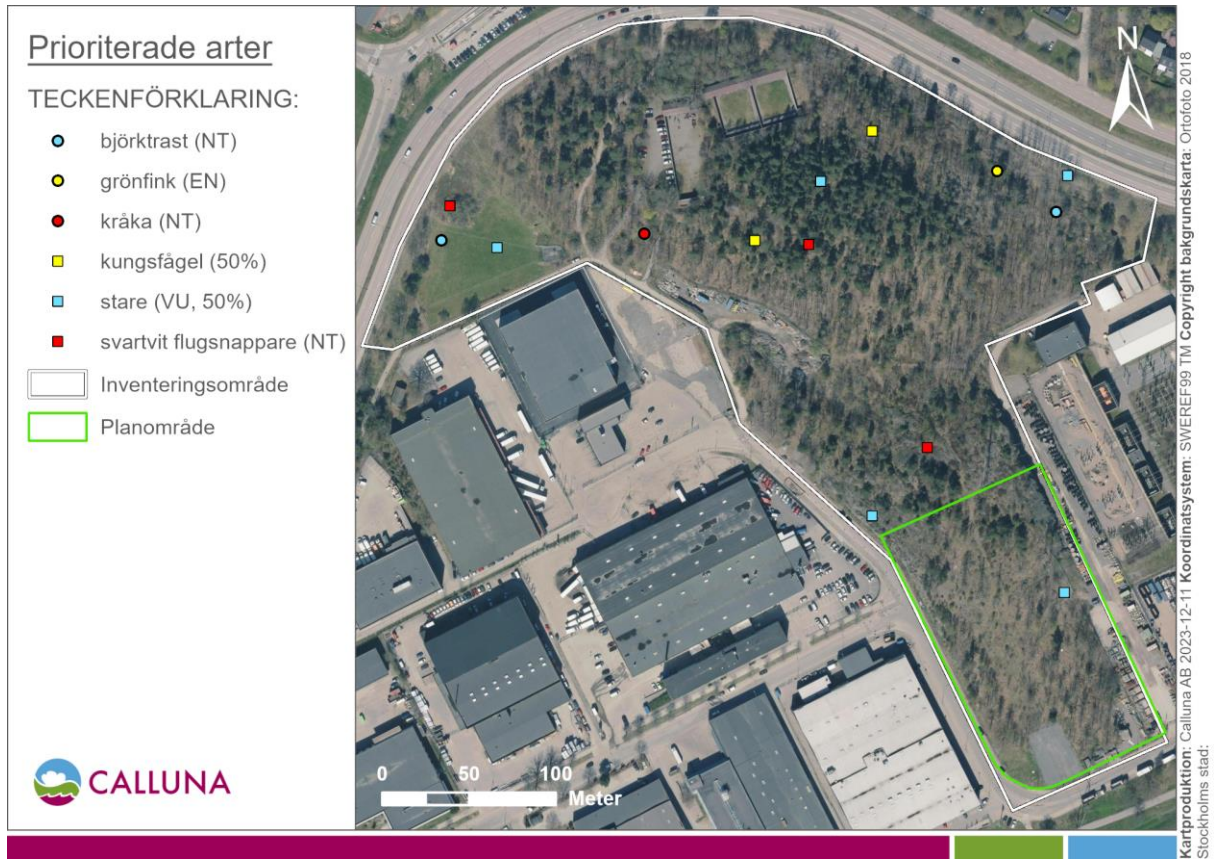 Prioriterade arter
TECKENFÖRKLARING:
björktrast (NT)
grönfink (EN)
kråka (NT)
kungsfågel (50%)
stare (VU, 50%)
svartvit flugsnappare (NT)
Inventeringsområde
Planområde
CALLUNA
N
0 50 100
Meter
Kartproduktion: Calluna AB 2023-12-11 Koordinatsystem: SWEREF99 TM Copyright bakgrundskarta: Ortofoto 2018
Stockholms stad: